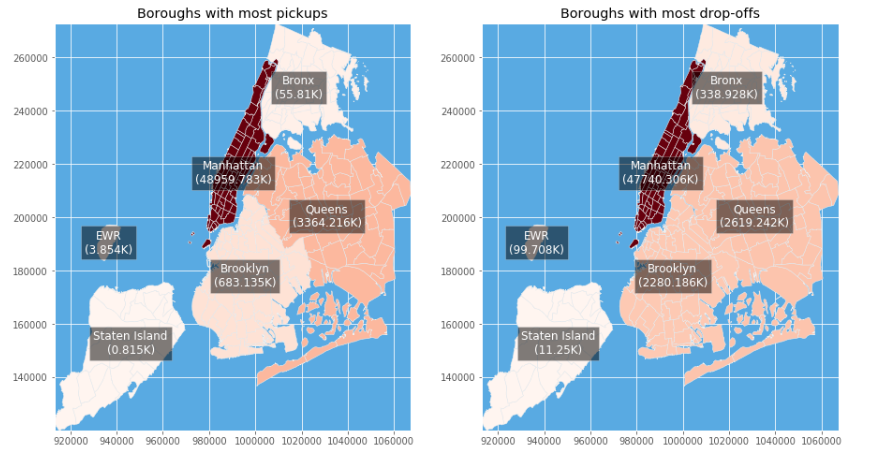 Boroughs with most pickups
260000
240000
220000
200000
180000
160000
140000
920000 940000 960000 980000 1000000 1020000 1040000 1060000
Bronx
(55.81K)
Manhattan
(48959.783K)
Queens
(3364.216K)
EWR
(3.854K)
Brooklyn
(683.135K)
Staten Island
(0.815K)
Boroughs with most drop-offs
260000
240000
220000
200000
180000
160000
140000
920000 940000 960000 980000 1000000 1020000 1040000 1060000
Bronx
(338.928K)
Manhattan
(47740.306K)
Queens
(2619.242K)
EWR
(99.708K)
Brooklyn
(2280.186K)
Staten Island
(11.25K)